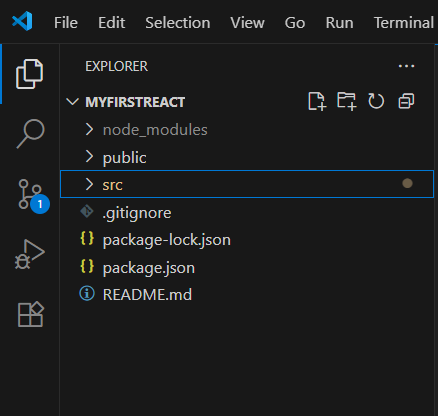 File Edit Selection View Go Run Terminal
EXPLORER
MYFIRSTREACT
node_modules
public
src
1
.gitignore
package-lock.json
package.json
README.md